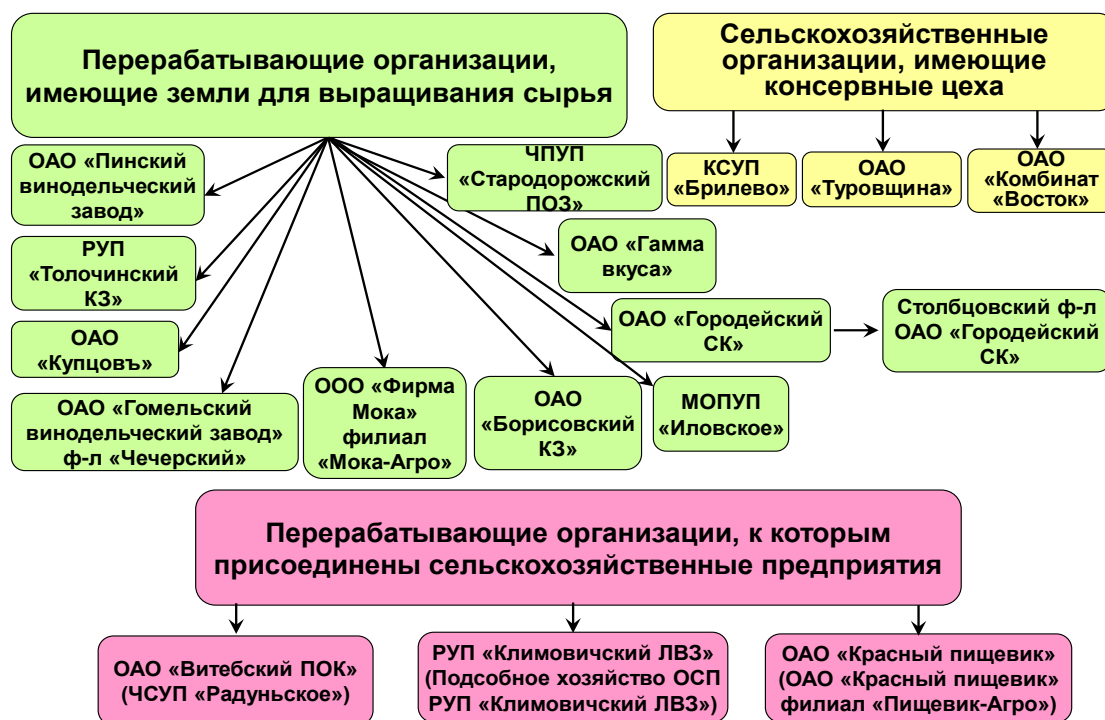 Перерабатывающие организации,
имеющие земли для выращивания сырья
Сельскохозяйственные
организации, имеющие
консервные цеха
ОАО «Пинский
винодельческий
завод»
ЧПУП
«Стародорожский
ПОЗ»
КСУП
«Брилево»
ОАО
«Туровщина»
ОАО
«Комбинат
«Восток»
РУП
«Толочинский
КЗ»
ОАО «Гамма
вкуса»
ОАО
«Купцовъ»
ОАО «Городейский
СК»
Столбцовский ф-л
ОАО «Городейский
СК»
ОАО «Гомельский
винодельческий завод»
ф-л «Чечерский»
ООО «Фирма
Мока»
филиал
«Мока-Агро»
ОАО
«Борисовский
КЗ»
МОПУП
«Иловское»
Перерабатывающие организации, к которым
присоединены сельскохозяйственные предприятия
ОАО «Витебский ПОК»
(ЧСУП «Радуньское»)
РУП «Климовичский ЛВЗ»
(Подсобное хозяйство ОСП
РУП «Климовичский ЛВЗ»)
ОАО «Красный пищевик»
(ОАО «Красный пищевик»
филиал «Пищевик-Агро»)